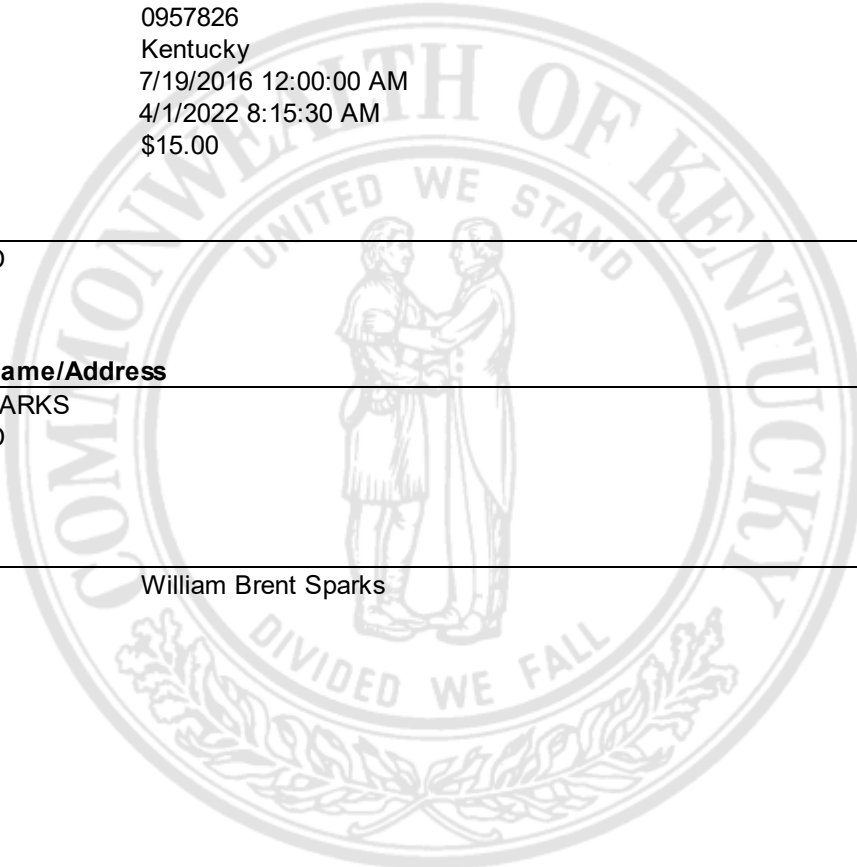 0957826
Kentucky
7/19/2016 12:00:00 AM
4/1/2022 8:15:30 AM
$15.00
COMMONWEALTH OF KENTUCKY
UNITED WE STAND
D
ame/Address
ARKS
D
William Brent Sparks
DIVIDED WE FALL